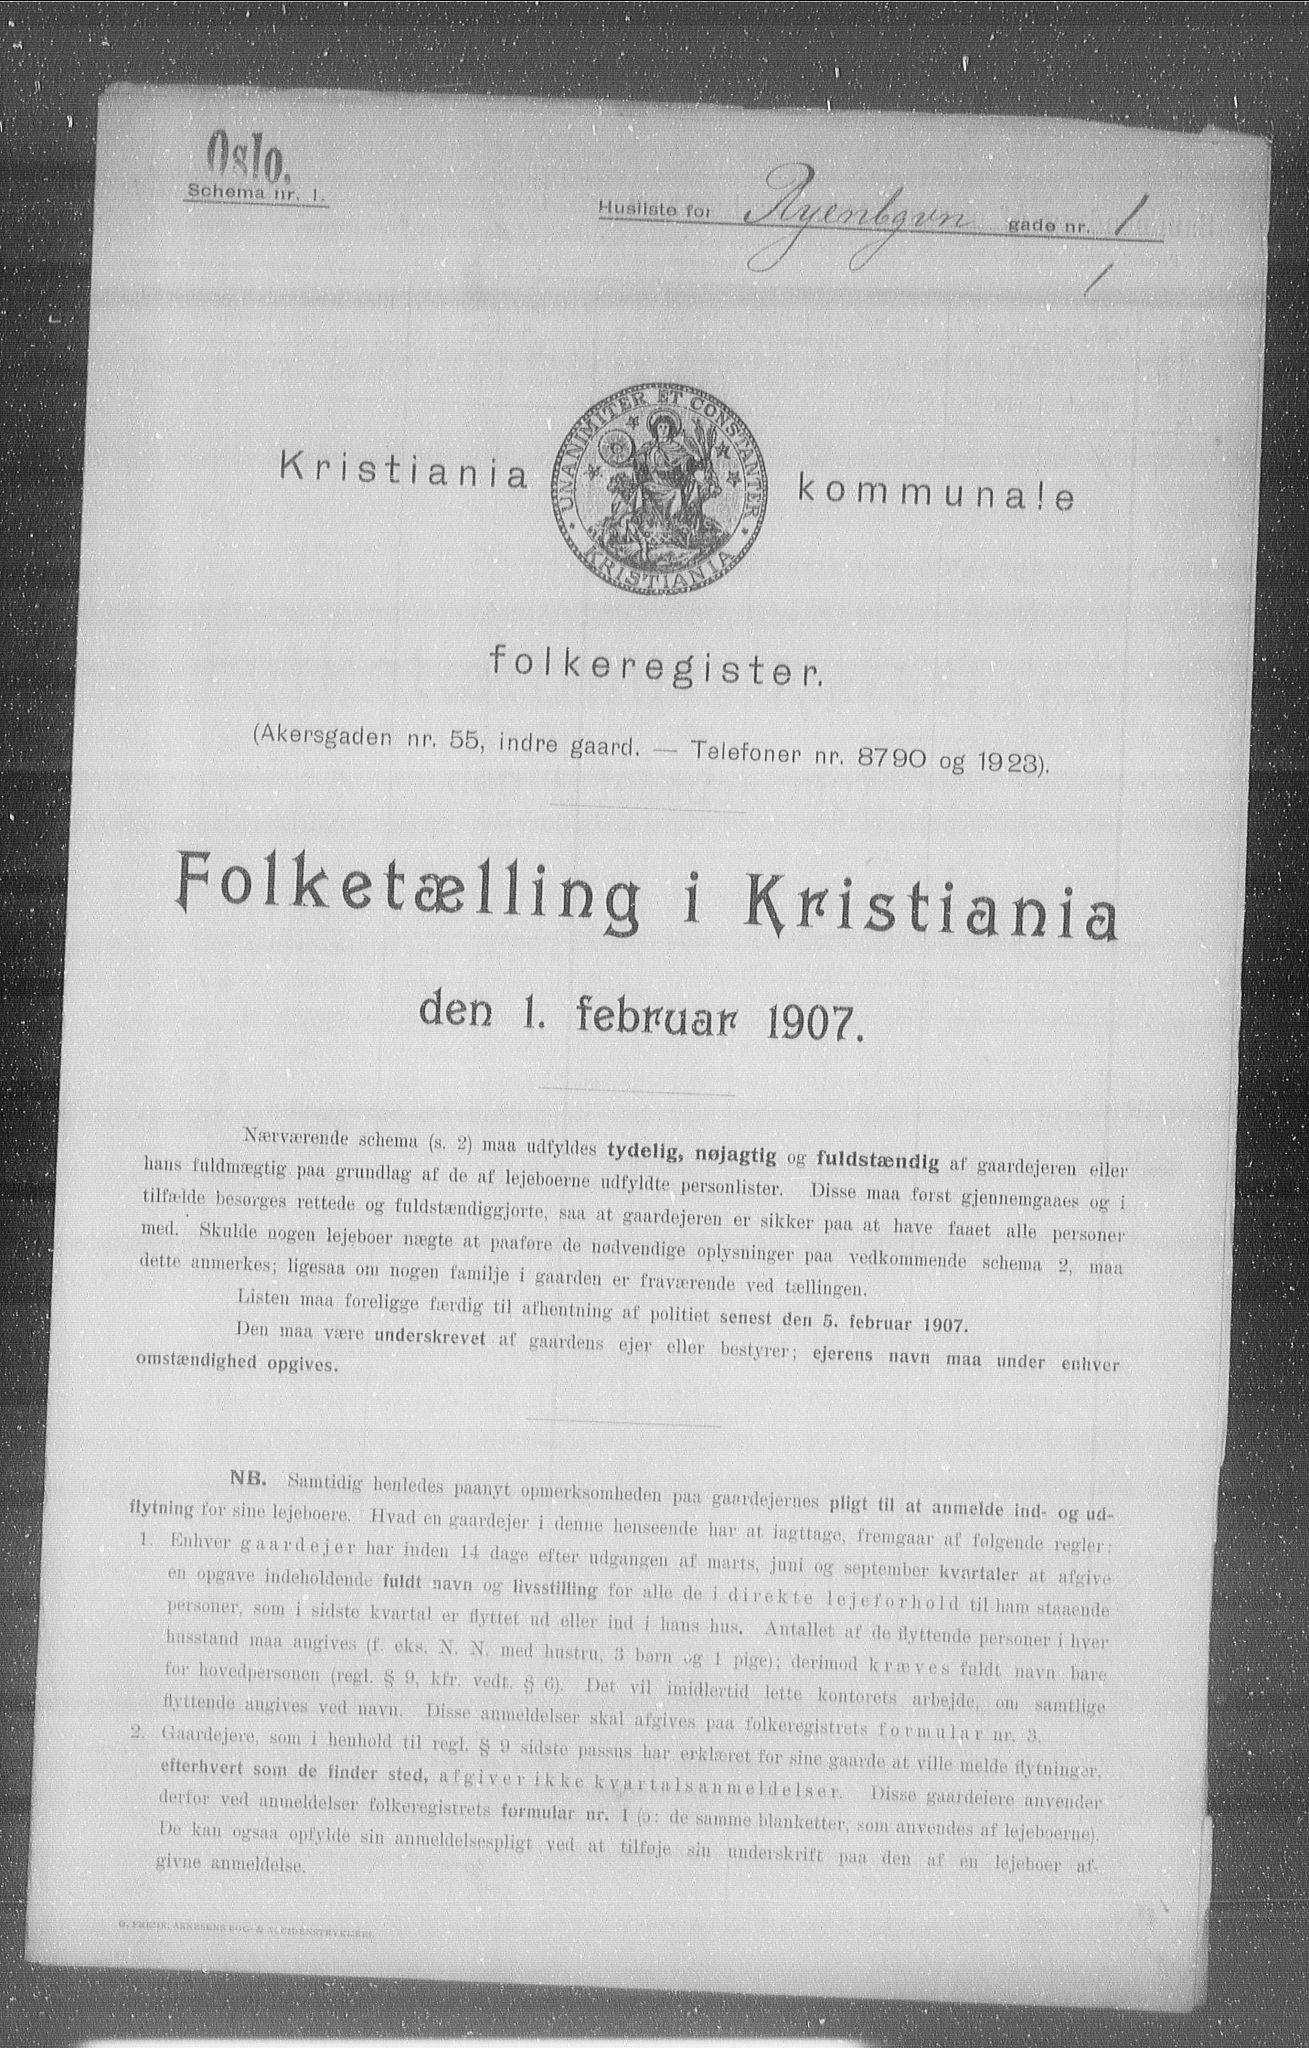 Oslo.
Schema nr. 1.
Husliste for Ryenbgvn gade nr. 1
1
UNANIMITER ET CONSTANTER
KRISTIANIA
Kristiania kommunale
folkeregister.
(Akersgaden nr. 55, indre gaard. — Telefoner nr. 8790 og 1923).
Folketælling i Kristiania
den 1. februar 1907.
Nærværende schema (s. 2) maa udfyldes tydelig, nøjagtig og fuldstændig af gaardejeren eller
hans fuldmægtig paa grundlag af de af lejeboerne udfyldte personlister. Disse maa først gjennemgaaes og i
tilfælde besørges rettede og fuldstændiggjorte, saa at gaardejeren er sikker paa at have faaet alle personer
med. Skulde nogen lejeboer nægte at paaføre de nødvendige oplysninger paa vedkommende schema 2, maa
dette anmerkes; ligesaa om nogen familje i gaarden er fraværende ved tællingen.
Listen maa foreligge færdig til afhentning af politiet senest den 5. februar 1907.
Den maa være underskrevet af gaardens ejer eller bestyrer; ejerens navn maa under enhver
omstændighed opgives.
NB. Samtidig henledes paanyt opmerksomheden paa gaardejernes pligt til at anmelde ind- og ud-
flytning for sine lejeboere. Hvad en gaardejer i denne henseende har at iagttage, fremgaar af følgende regler:
1. Enhver gaardejer har inden 14 dage efter udgangen af marts, juni og september kvartaler at afgive
en opgave indeholdende fuldt navn og livsstilling for alle de i direkte lejeforhold til ham staaende
personer, som i sidste kvartal er flyttet ud eller ind i hans hus. Antallet af de flyttende personer i hver
husstand maa angives (f. eks. N. N. med hustru, 3 børn og 1 pige); derimod kræves fuldt navn bare
for hovedpersonen (regl. § 9, kfr. vedt. § 6). Det vil imidlertid lette kontorets arbejde, om samtlige
flyttende angives ved navn. Disse anmeldelser skal afgives paa folkeregistrets formular nr. 3.
2. Gaardejere, som i henhold til regl. § 9 sidste passus har erklæret for sine gaarde at ville melde flytninger,
efterhvert som de finder sted, afgiver ikke kvartalsanmeldelser. Disse gaardeiere anvender
derfor ved anmeldelser folkeregistrets formular nr. 1 (ɔ: de samme blanketter, som anvendes af lejeboerne).
De kan ogsaa opfylde sin anmeldelsespligt ved at tilføje sin underskrift paa den af en lejeboer af-
givne anmeldelse.
O. FREDR. ARNESENS BOG- & AKCIDENSTRYKKERI.